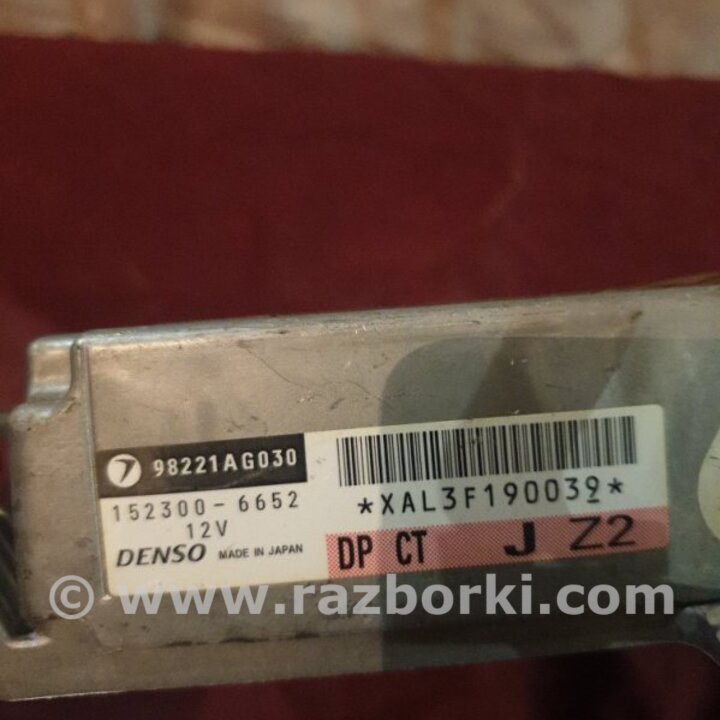 98221AG030
152300-6652
12V
DENSO MADE IN JAPAN
*XAL3F190039*
DP CT J Z2
© www.razborki.com